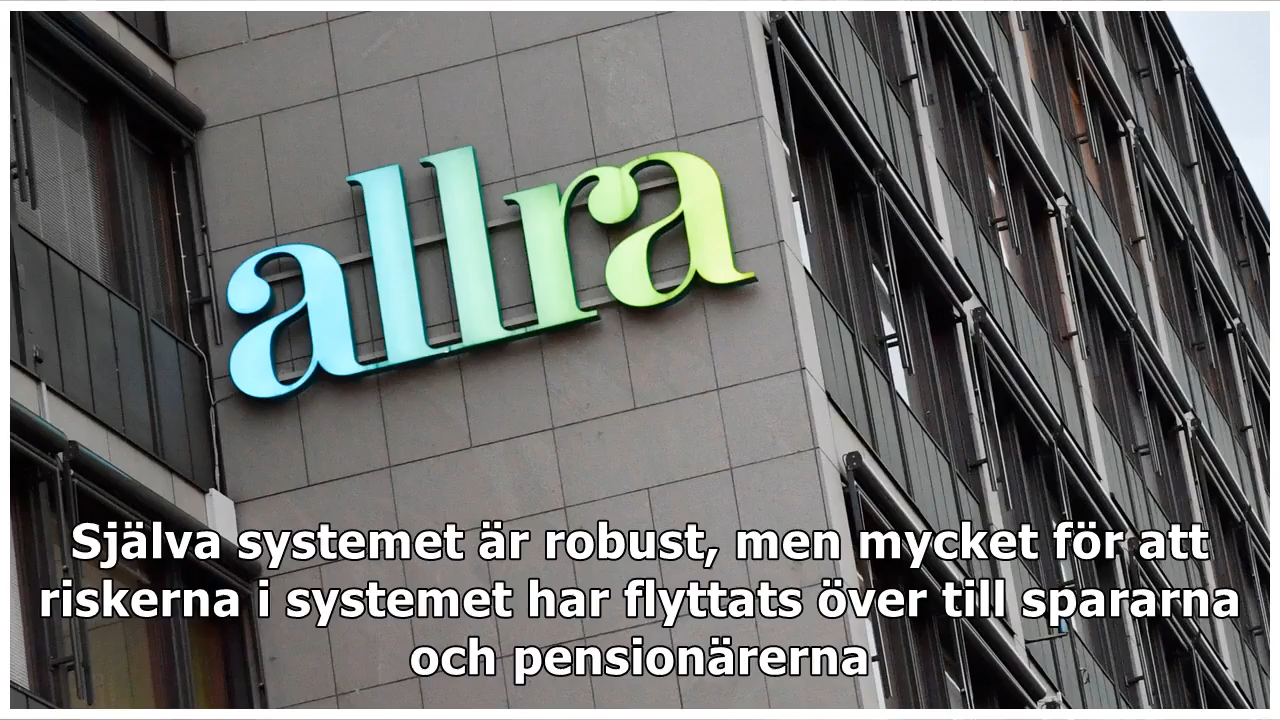 allra
Själva systemet är robust, men mycket för att
riskerna i systemet har flyttats över till spararna
och pensionärerna